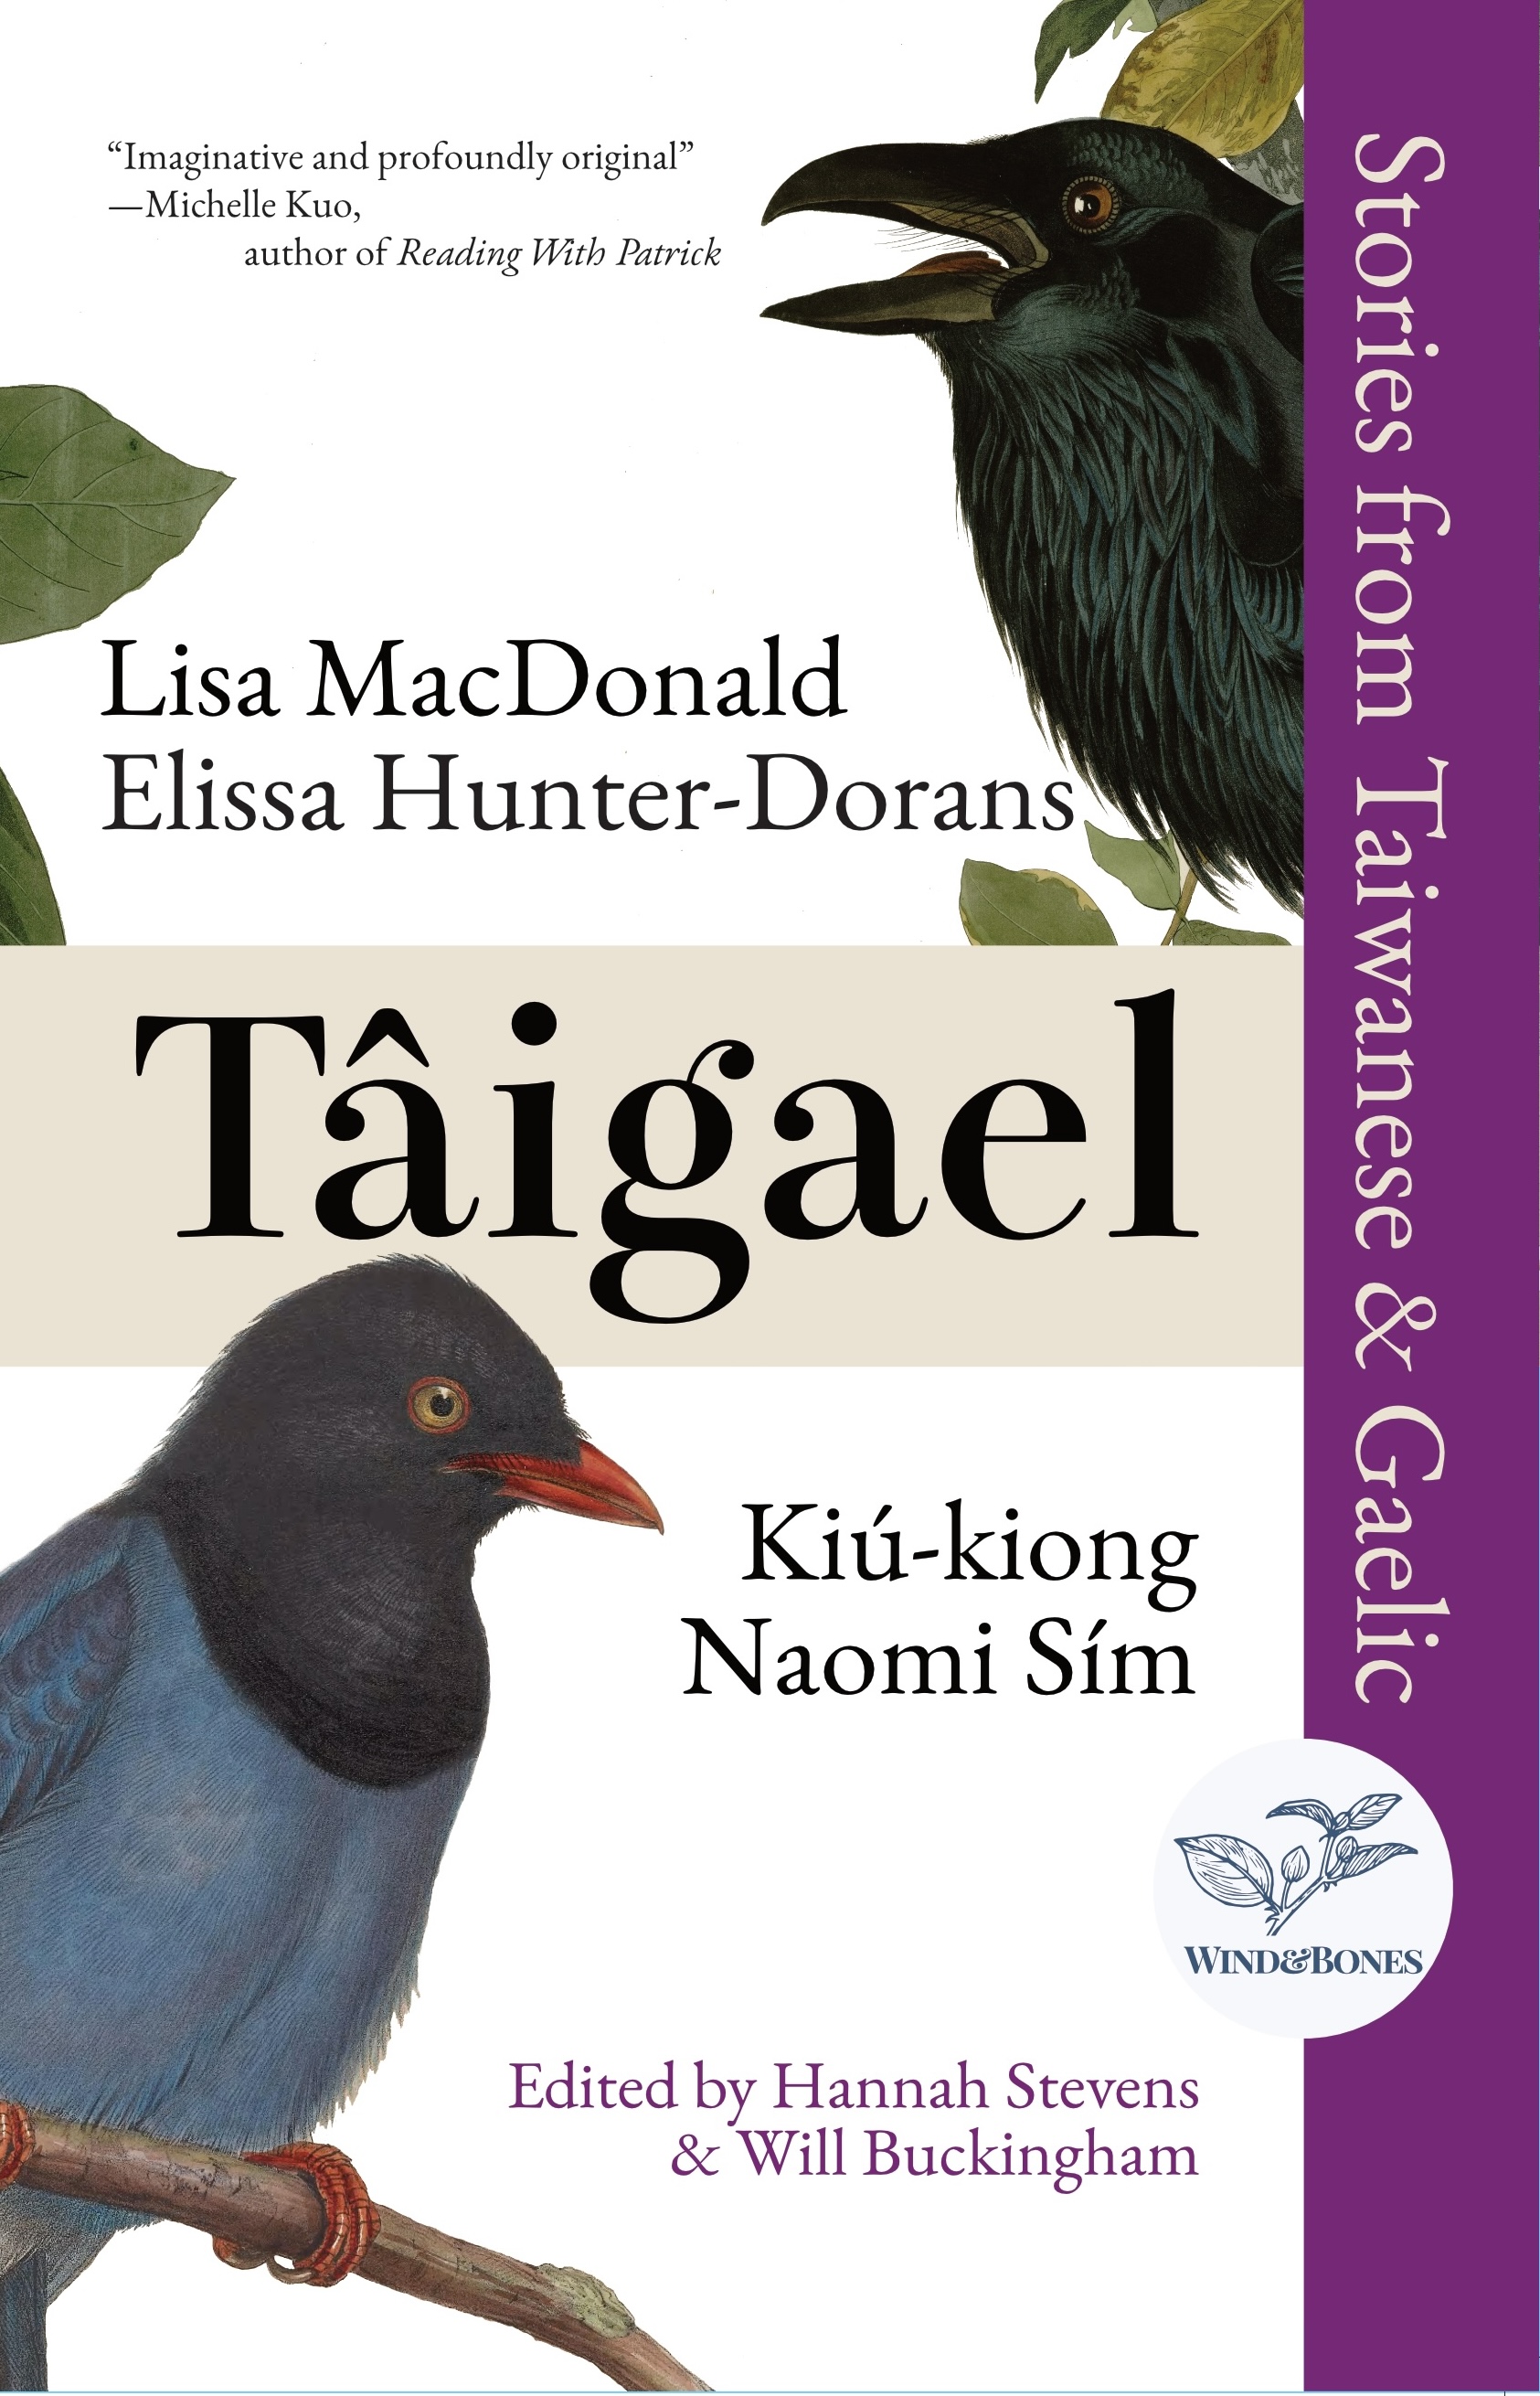 “Imaginative and profoundly original”
—Michelle Kuo,
author of Reading With Patrick
Lisa MacDonald
Elissa Hunter-Dorans
Tâigael
Kiú-kiong
Naomi Sím
Edited by Hannah Stevens
& Will Buckingham
Stories from Taiwanese & Gaelic
WIND&BONES